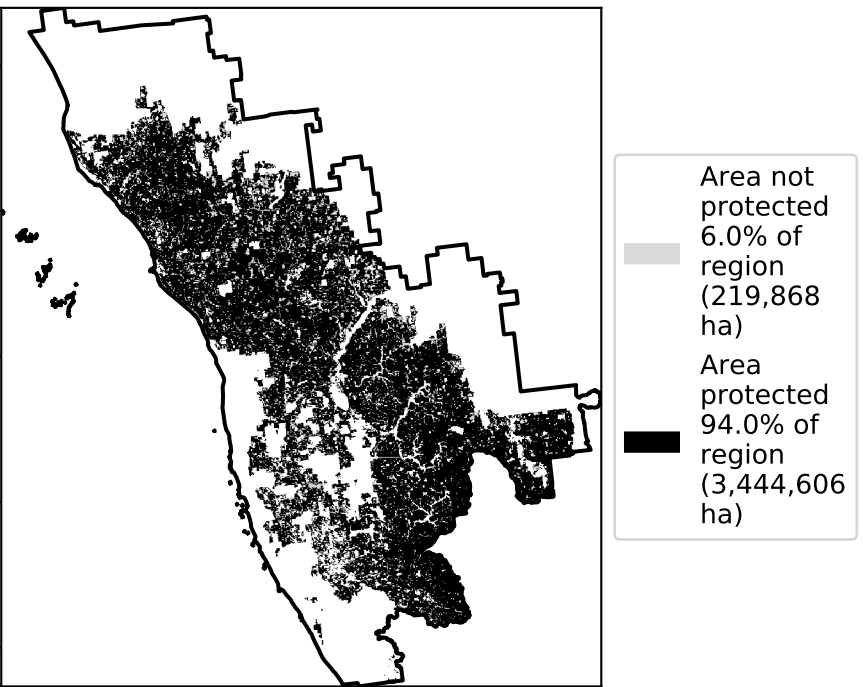 Area not
protected
6.0% of
region
(219,868
ha)
Area
protected
94.0% of
region
(3,444,606
ha)